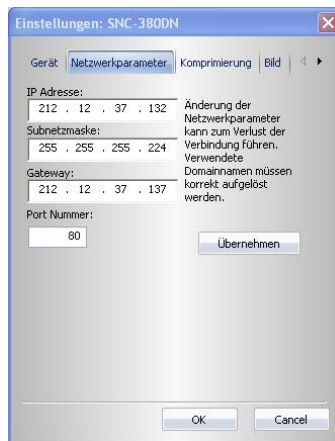 Einstellungen: SNC-380DN
Gerät Netzwerkparameter Komprimierung Bild
IP Adresse:
212 . 12 . 37 . 132
Subnetzmaske:
255 . 255 . 255 . 224
Gateway:
212 . 12 . 37 . 137
Port Nummer:
80
Änderung der
Netzwerkparameter
kann zum Verlust der
Verbindung führen.
Verwendete
Domainnamen müssen
korrekt aufgelöst
werden.
Übernehmen
OK Cancel